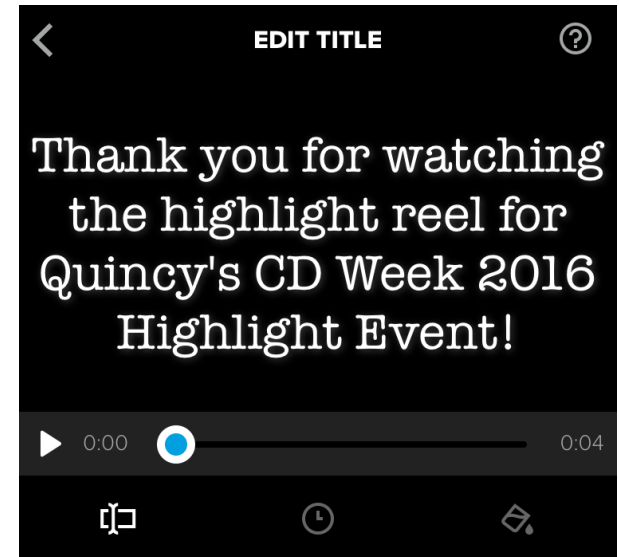 EDIT TITLE
Thank you for watching
the highlight reel for
Quincy's CD Week 2016
Highlight Event!
0:00
0:04